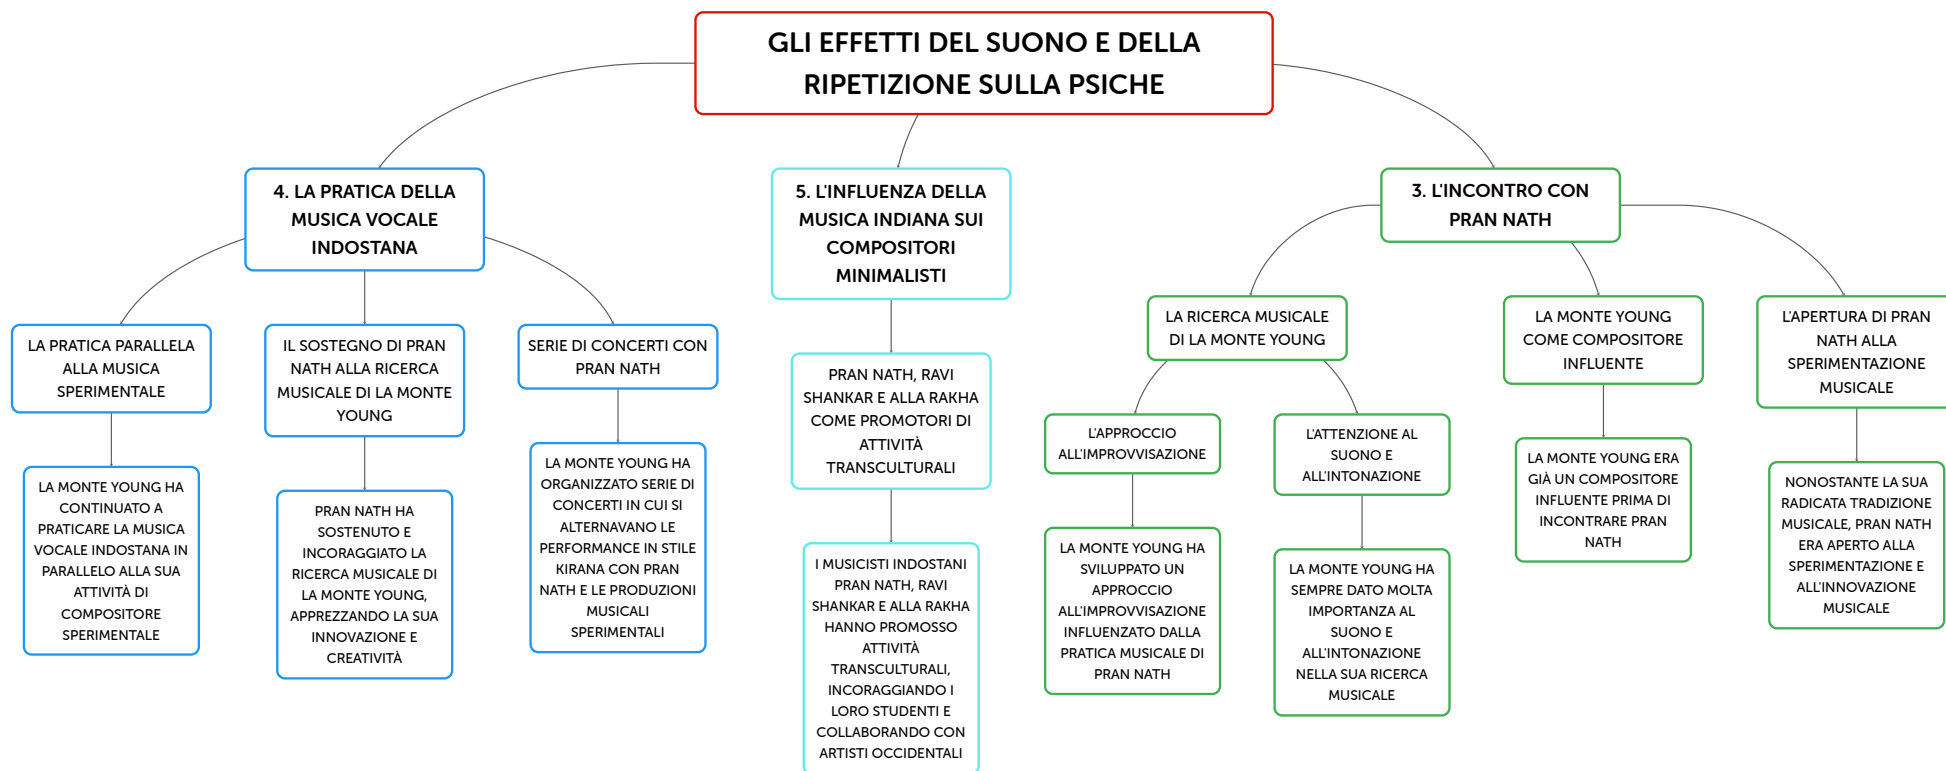 GLI EFFETTI DEL SUONO E DELLA
RIPETIZIONE SULLA PSICHE
4. LA PRATICA DELLA
MUSICA VOCALE
INDOSTANA
LA PRATICA PARALLELA
ALLA MUSICA
SPERIMENTALE
LA MONTE YOUNG HA
CONTINUATO A
PRATICARE LA MUSICA
VOCALE INDOSTANA IN
PARALLELO ALLA SUA
ATTIVITÀ DI
COMPOSITORE
SPERIMENTALE
IL SOSTEGNO DI PRAN
NATH ALLA RICERCA
MUSICALE DI LA MONTE
YOUNG
PRAN NATH HA
SOSTENUTO E
INCORAGGIATO LA
RICERCA MUSICALE DI
LA MONTE YOUNG,
APPREZZANDO LA SUA
INNOVAZIONE E
CREATIVITÀ
SERIE DI CONCERTI CON
PRAN NATH
LA MONTE YOUNG HA
ORGANIZZATO SERIE DI
CONCERTI IN CUI SI
ALTERNAVANO LE
PERFORMANCE IN STILE
KIRANA CON PRAN
NATH E LE PRODUZIONI
MUSICALI
SPERIMENTALI
5. L'INFLUENZA DELLA
MUSICA INDIANA SUI
COMPOSITORI
MINIMALISTI
PRAN NATH, RAVI
SHANKAR E ALLA RAKHA
COME PROMOTORI DI
ATTIVITÀ
TRANSCULTURALI
I MUSICISTI INDOSTANI
PRAN NATH, RAVI
SHANKAR E ALLA RAKHA
HANNO PROMOSSO
ATTIVITÀ
TRANSCULTURALI,
INCORAGGIANDO I
LORO STUDENTI E
COLLABORANDO CON
ARTISTI OCCIDENTALI
3. L'INCONTRO CON
PRAN NATH
LA RICERCA MUSICALE
DI LA MONTE YOUNG
L'APPROCCIO
ALL'IMPROVVISAZIONE
LA MONTE YOUNG HA
SVILUPPATO UN
APPROCCIO
ALL'IMPROVVISAZIONE
INFLUENZATO DALLA
PRATICA MUSICALE DI
PRAN NATH
L'ATTENZIONE AL
SUONO E
ALL'INTONAZIONE
LA MONTE YOUNG HA
SEMPRE DATO MOLTA
IMPORTANZA AL
SUONO E
ALL'INTONAZIONE
NELLA SUA RICERCA
MUSICALE
LA MONTE YOUNG
COME COMPOSITORE
INFLUENTE
LA MONTE YOUNG ERA
GIÀ UN COMPOSITORE
INFLUENTE PRIMA DI
INCONTRARE PRAN
NATH
L'APERTURA DI PRAN
NATH ALLA
SPERIMENTAZIONE
MUSICALE
NONOSTANTE LA SUA
RADICATA TRADIZIONE
MUSICALE, PRAN NATH
ERA APERTO ALLA
SPERIMENTAZIONE E
ALL'INNOVAZIONE
MUSICALE